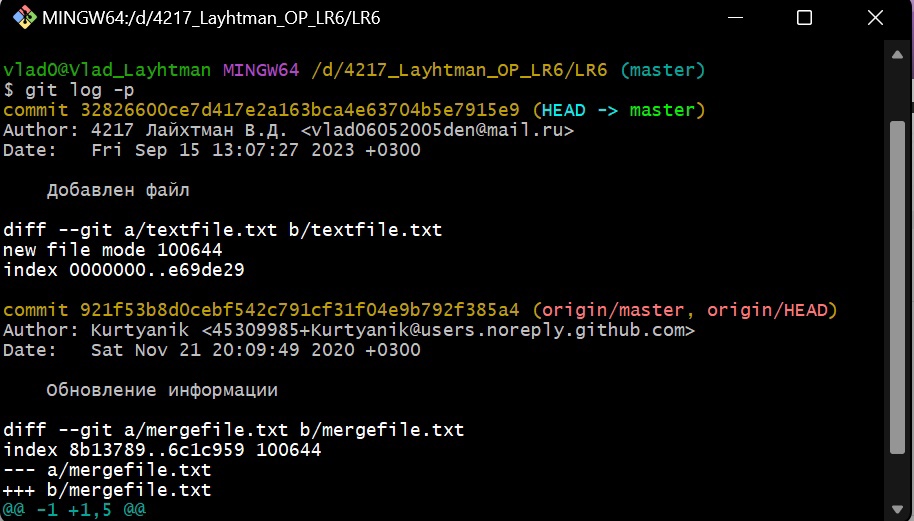 MINGW64:/d/4217_Layhtman_OP_LR6/LR6
vlad0@Vlad_Layhtman MINGW64 /d/4217_Layhtman_OP_LR6/LR6 (master)
$ git log -p
commit 32826600ce7d417e2a163bca4e63704b5e7915e9 (HEAD -> master)
Author: 4217 Лайхтман В.Д. <vlad06052005den@mail.ru>
Date:   Fri Sep 15 13:07:27 2023 +0300
    Добавлен файл
diff --git a/textfile.txt b/textfile.txt
new file mode 100644
index 0000000..e69de29
commit 921f53b8d0cebf542c791cf31f04e9b792f385a4 (origin/master, origin/HEAD)
Author: Kurtyanik <45309985+Kurtyanik@users.noreply.github.com>
Date:   Sat Nov 21 20:09:49 2020 +0300
    Обновление информации
diff --git a/mergefile.txt b/mergefile.txt
index 8b13789..6c1c959 100644
--- a/mergefile.txt
+++ b/mergefile.txt
@@ -1 +1,5 @@